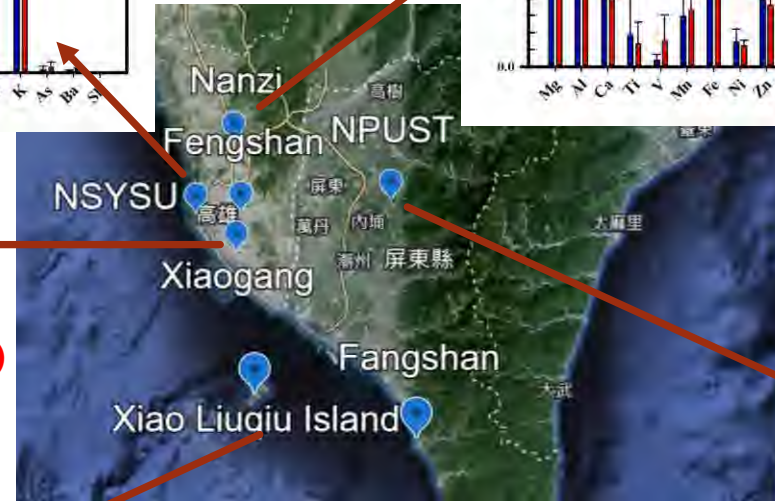 K As Ba
0.0
Mg Al Ca Ti V Mn Fe Ni Zn
Nanzi
高樹
Fengshan
NPUST
NSYSU
高雄
屏東
萬丹
內埔
太麻里
潮州
屏東縣
Xiaogang
Fangshan
大武
Xiao Liuqiu Island